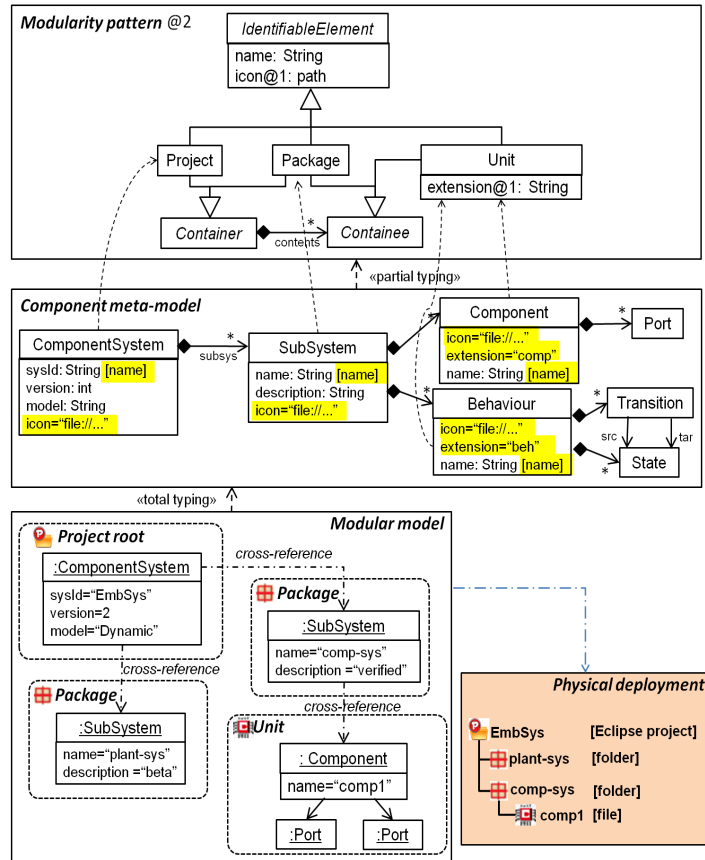 Modularity pattern @2
IdentifiableElement
name: String
icon@1: path
Project
Package
Unit
extension@1: String
Container
*
contents
Containee
«partial typing»
Component meta-model
ComponentSystem
sysId: String [name]
version: int
model: String
icon="file://..."
*
subsys
SubSystem
name: String [name]
description: String
icon="file://..."
*
Component
icon="file://..."
extension="comp"
name: String [name]
*
Port
*
Behaviour
icon="file://..."
extension="beh"
name: String [name]
*
Transition
src
tar
*
State
«total typing»
Modular model
Project root
:ComponentSystem
sysId="EmbSys"
version=2
model="Dynamic"
cross-reference
Package
:SubSystem
name="comp-sys"
description ="verified"
cross-reference
Package
:SubSystem
name="plant-sys"
description ="beta"
cross-reference
Unit
: Component
name="comp1"
:Port
:Port
Physical deployment
EmbSys [Eclipse project]
plant-sys [folder]
comp-sys [folder]
comp1 [file]